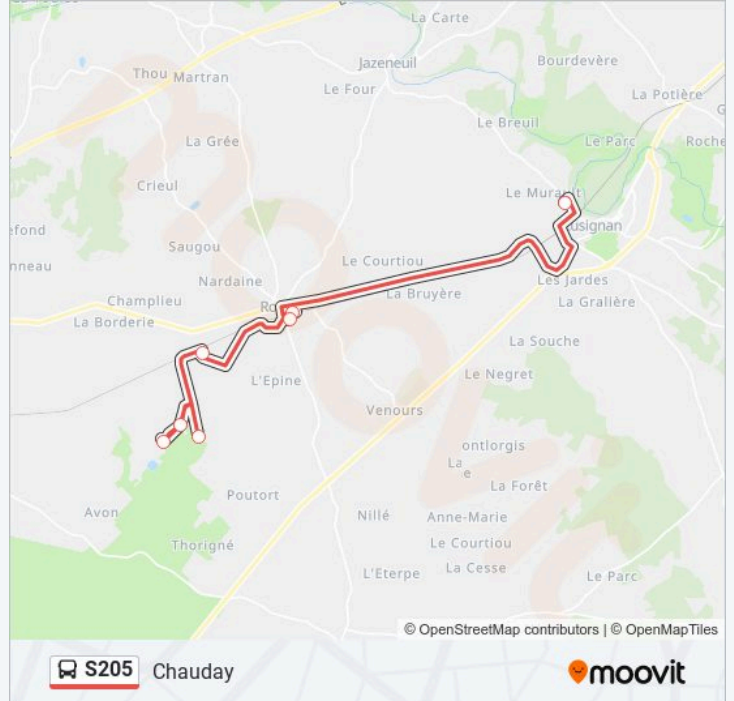 La Carte
Jazeneuil
Bourdevère
Thou Martran
Le Four
La Potière
Le Breuil
La Grée
Le Parc
Roche
Crieul
Le Murault
efond
usignan
Saugou
nneau
Le Courtiou
Nardaine
Les Jardes
La Bruyère
Champlieu
Ro
La Gralière
La Borderie
La Souche
L'Epine
Le Negret
Venours
ontlorgis
La
e
La Forêt
Poutort
Avon
Nillé
Anne-Marie
Thorigné
Le Courtiou
La Cesse
L'Eterpe
Le Parc
© OpenStreetMap contributors | © OpenMapTiles
S205 Chauday
moovit